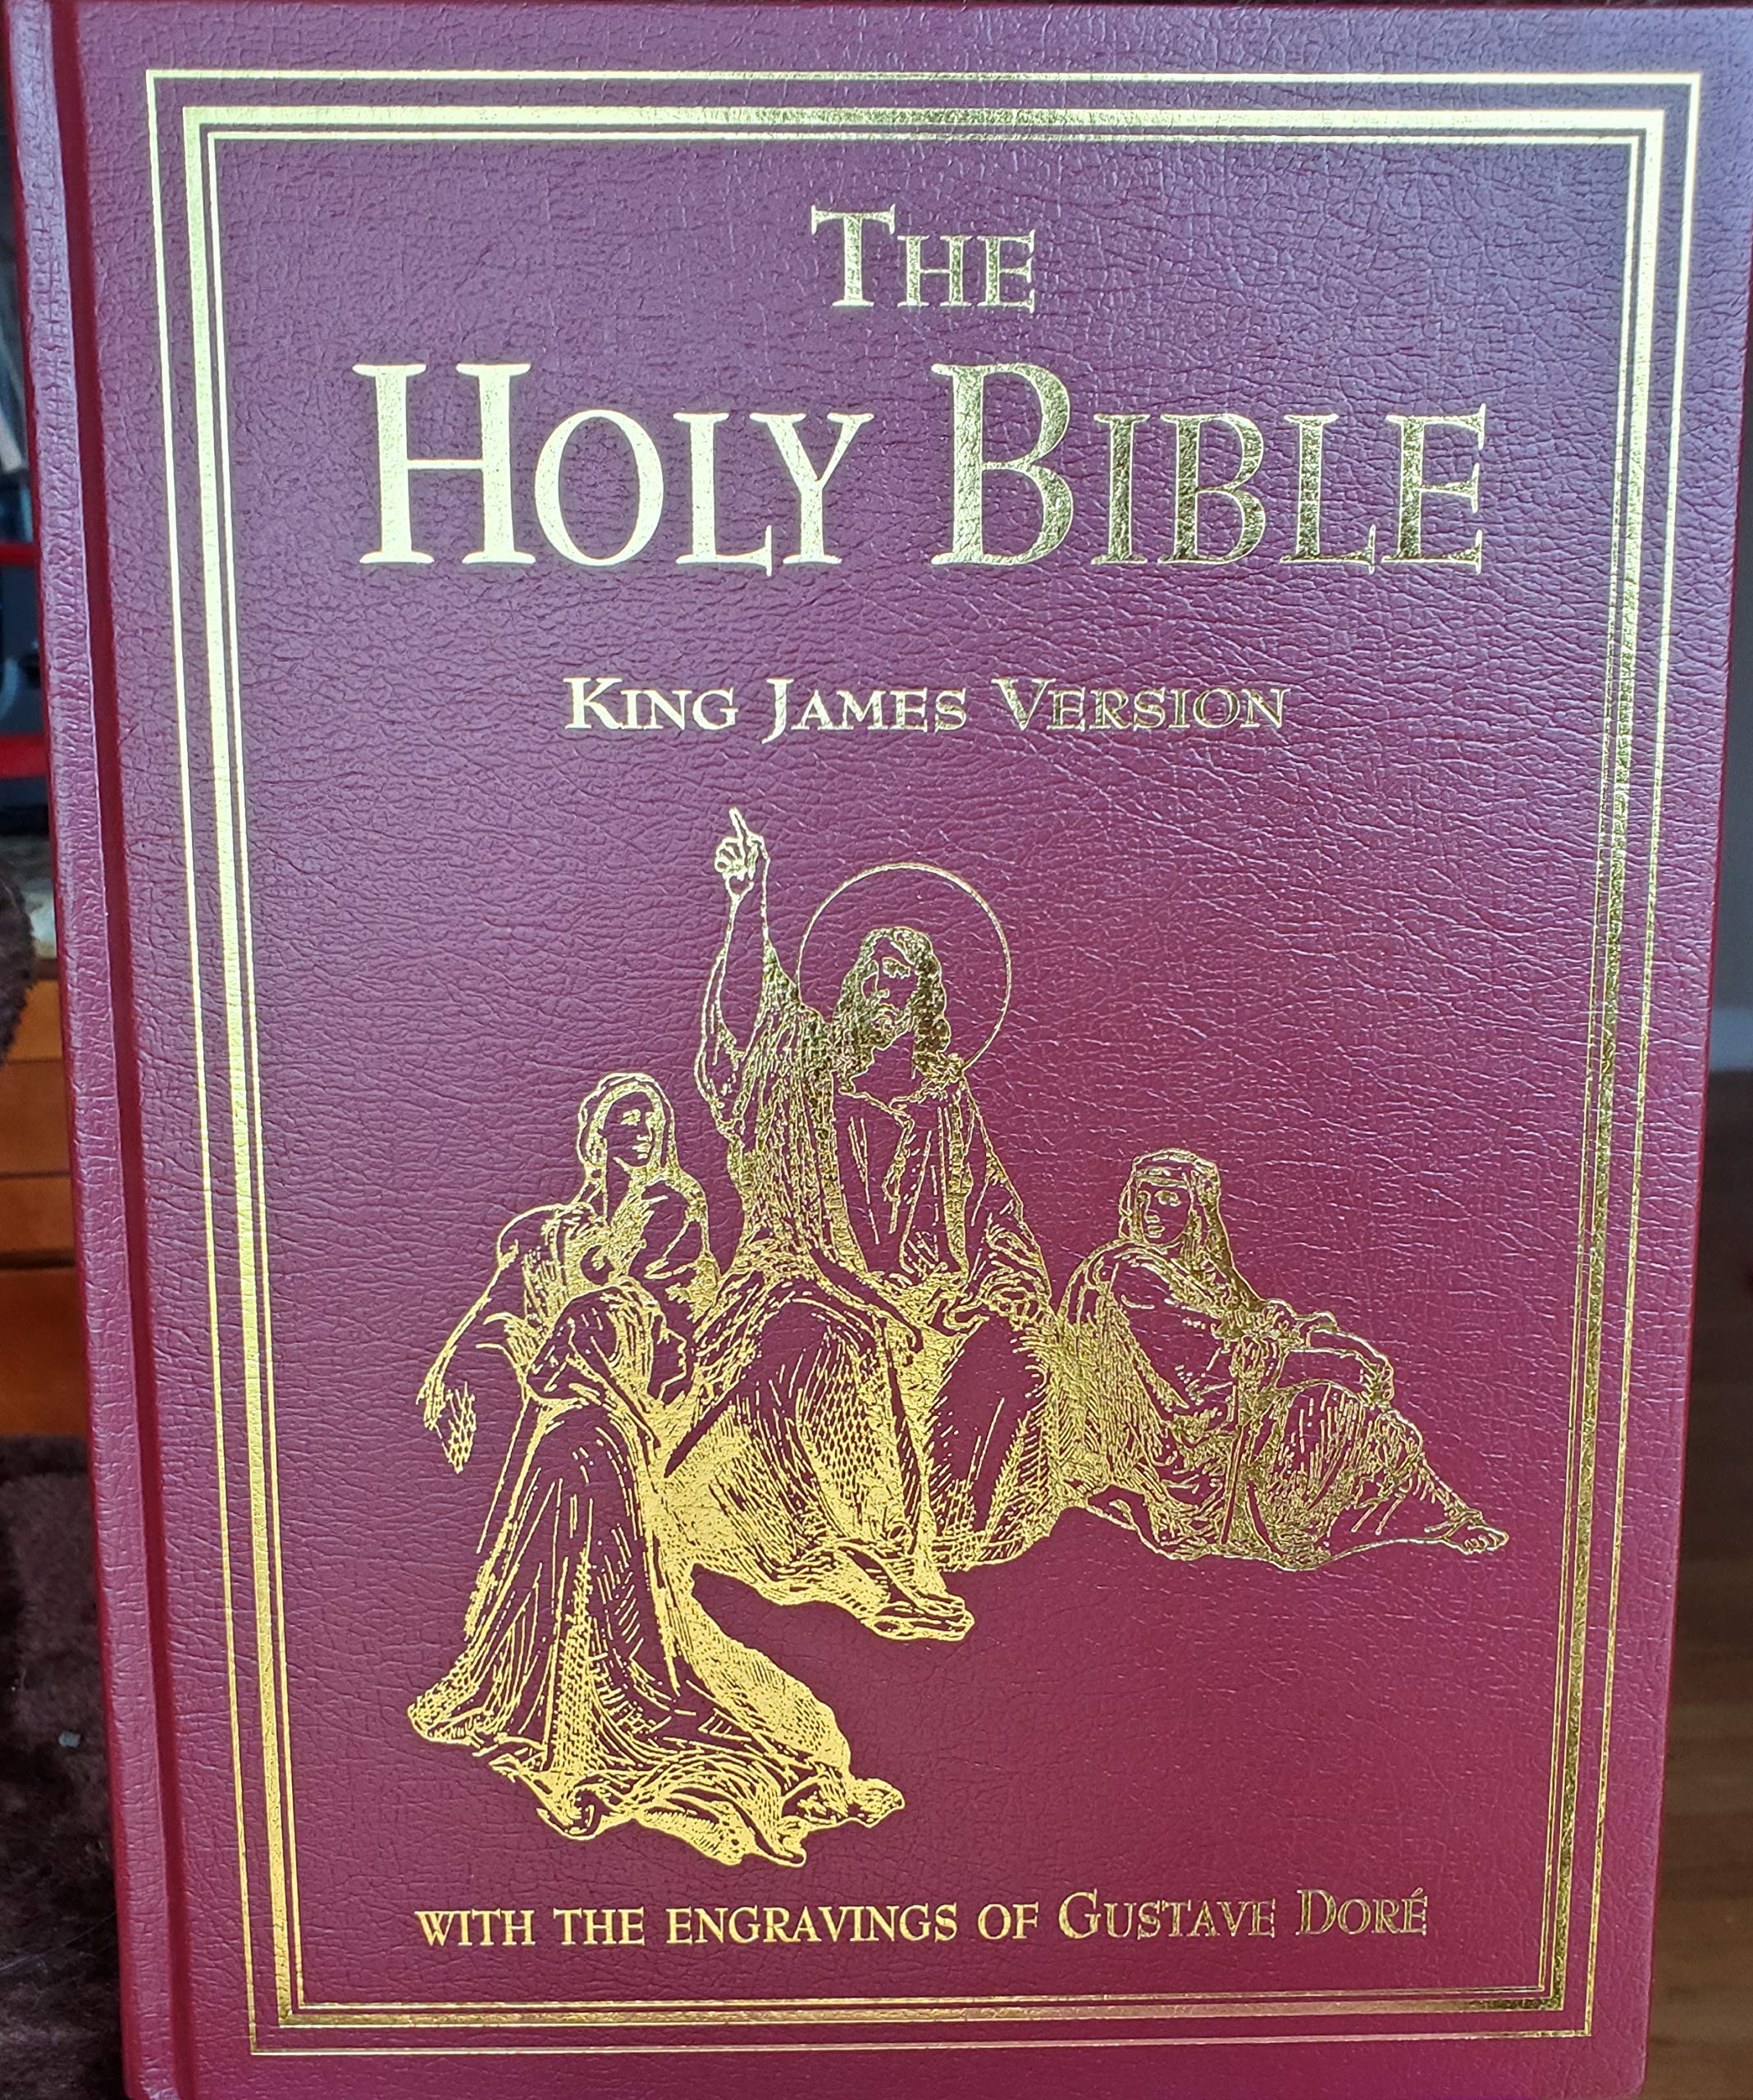 THE
HOLY BIBLE
KING JAMES VERSION
WITH THE ENGRAVINGS OF GUSTAVE DORÉ